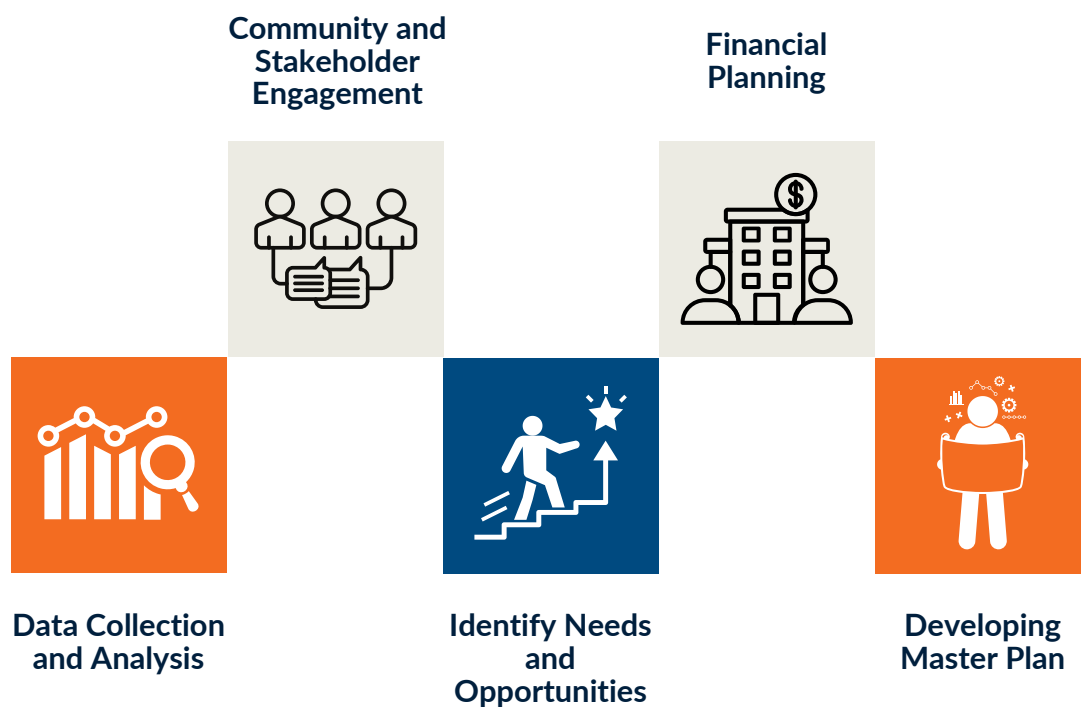 Community and
Stakeholder
Engagement
Financial
Planning
$
Data Collection
and Analysis
Identify Needs
and
Opportunities
Developing
Master Plan